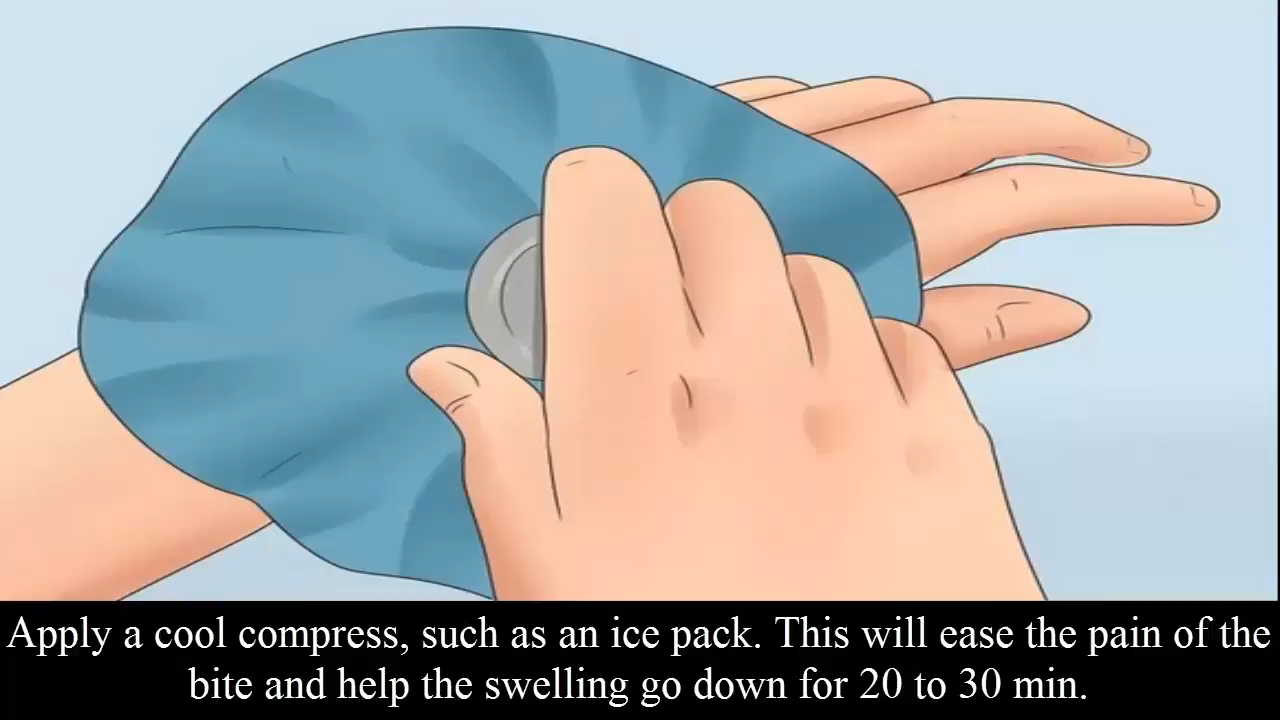 Apply a cool compress, such as an ice pack. This will ease the pain of the
bite and help the swelling go down for 20 to 30 min.